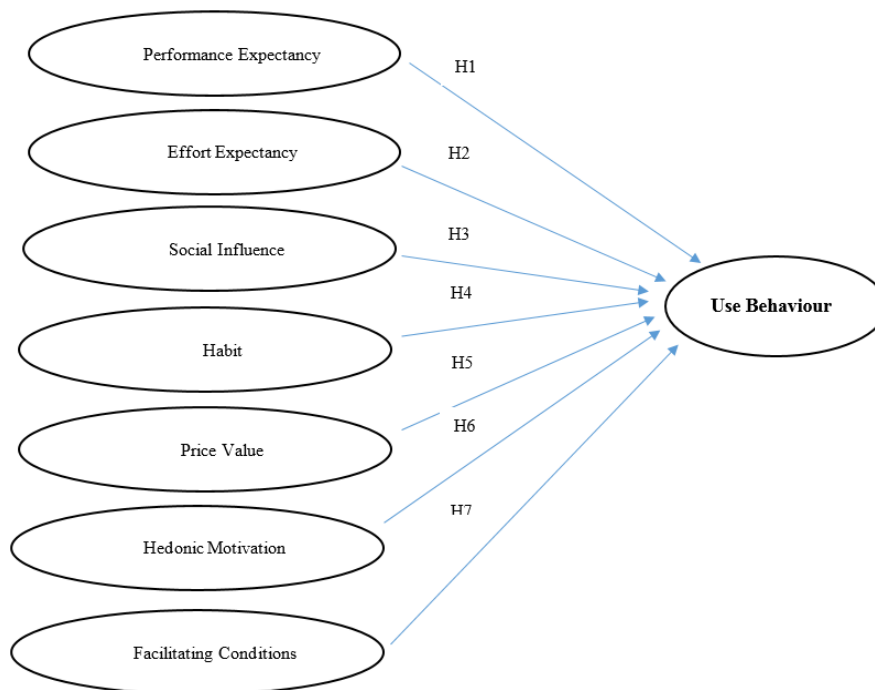 Performance Expectancy
H1
Effort Expectancy
H2
Social Influence
H3
Habit
H4
Use Behaviour
Price Value
H5
Hedonic Motivation
H6
Facilitating Conditions
H7